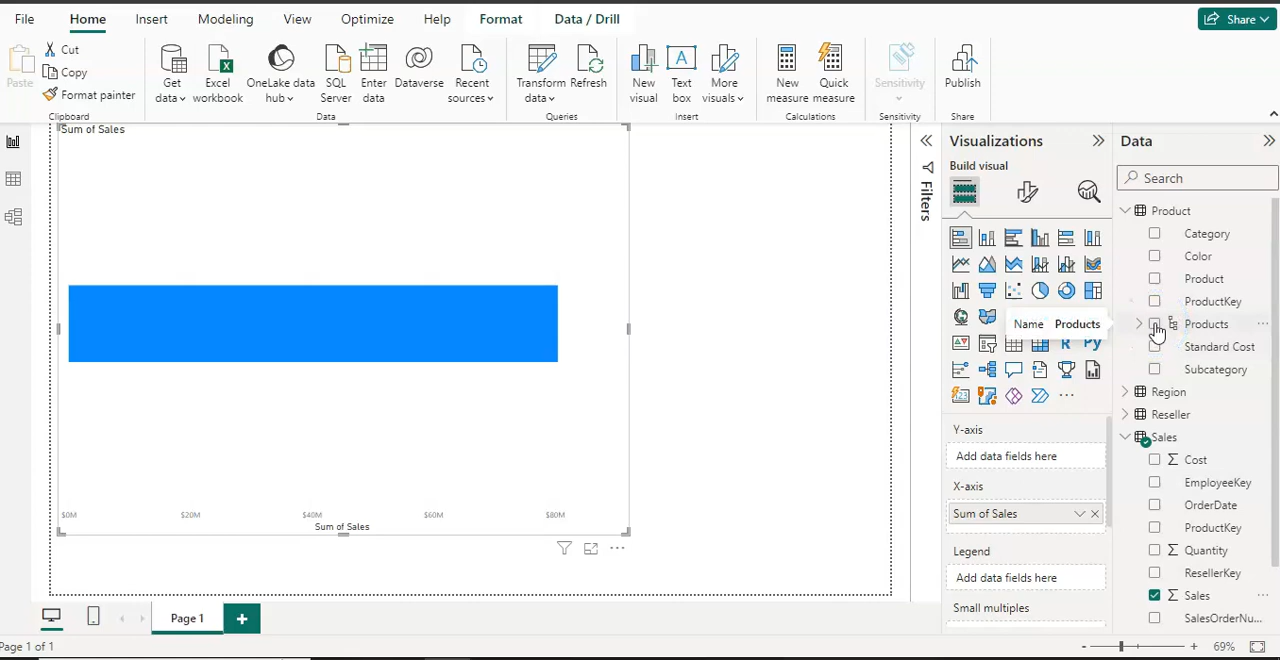 File Home Insert Modeling View Optimize Help Format Data / Drill Share
Paste
Cut
Copy
Format painter
Get data
Excel workbook
OneLake data hub
SQL Server
Enter data
Dataverse
Recent sources
Transform data
Refresh
New visual
Text box
More visuals
New measure
Quick measure
Sensitivity
Publish
Clipboard Data Queries Insert Calculations Sensitivity Share
Sum of Sales
$0M $20M $40M $60M $80M
Sum of Sales
Filters
Visualizations
Build visual
Name Products
R Py
123
Y-axis
Add data fields here
X-axis
Sum of Sales
Legend
Add data fields here
Small multiples
Data
Search
Product
Category
Color
Product
ProductKey
Products
Standard Cost
Subcategory
Region
Reseller
Sales
Cost
EmployeeKey
OrderDate
ProductKey
Quantity
ResellerKey
Sales
SalesOrderNu...
Page 1
Page 1 of 1
69%